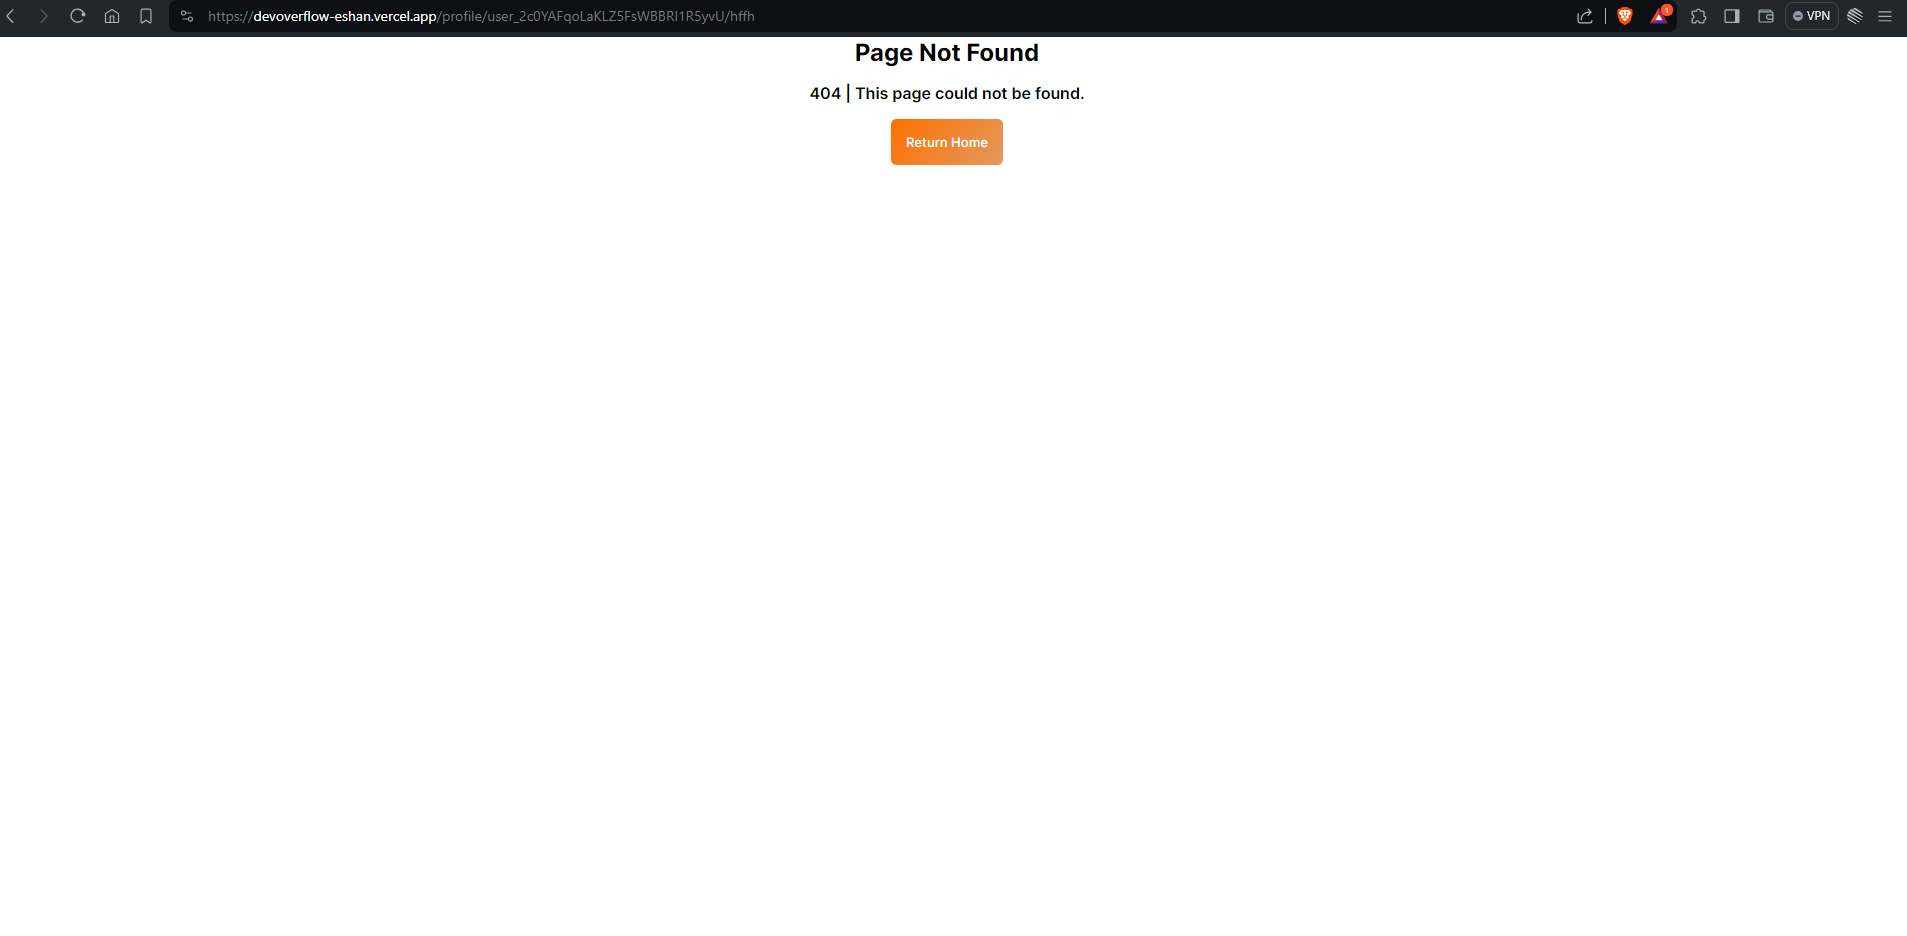 https://devoverflow-eshan.vercel.app/profile/user_2c0YAFqoLaKLZ5FsWBBRI1R5yvU/hffh
1
VPN
Page Not Found
404 | This page could not be found.
Return Home